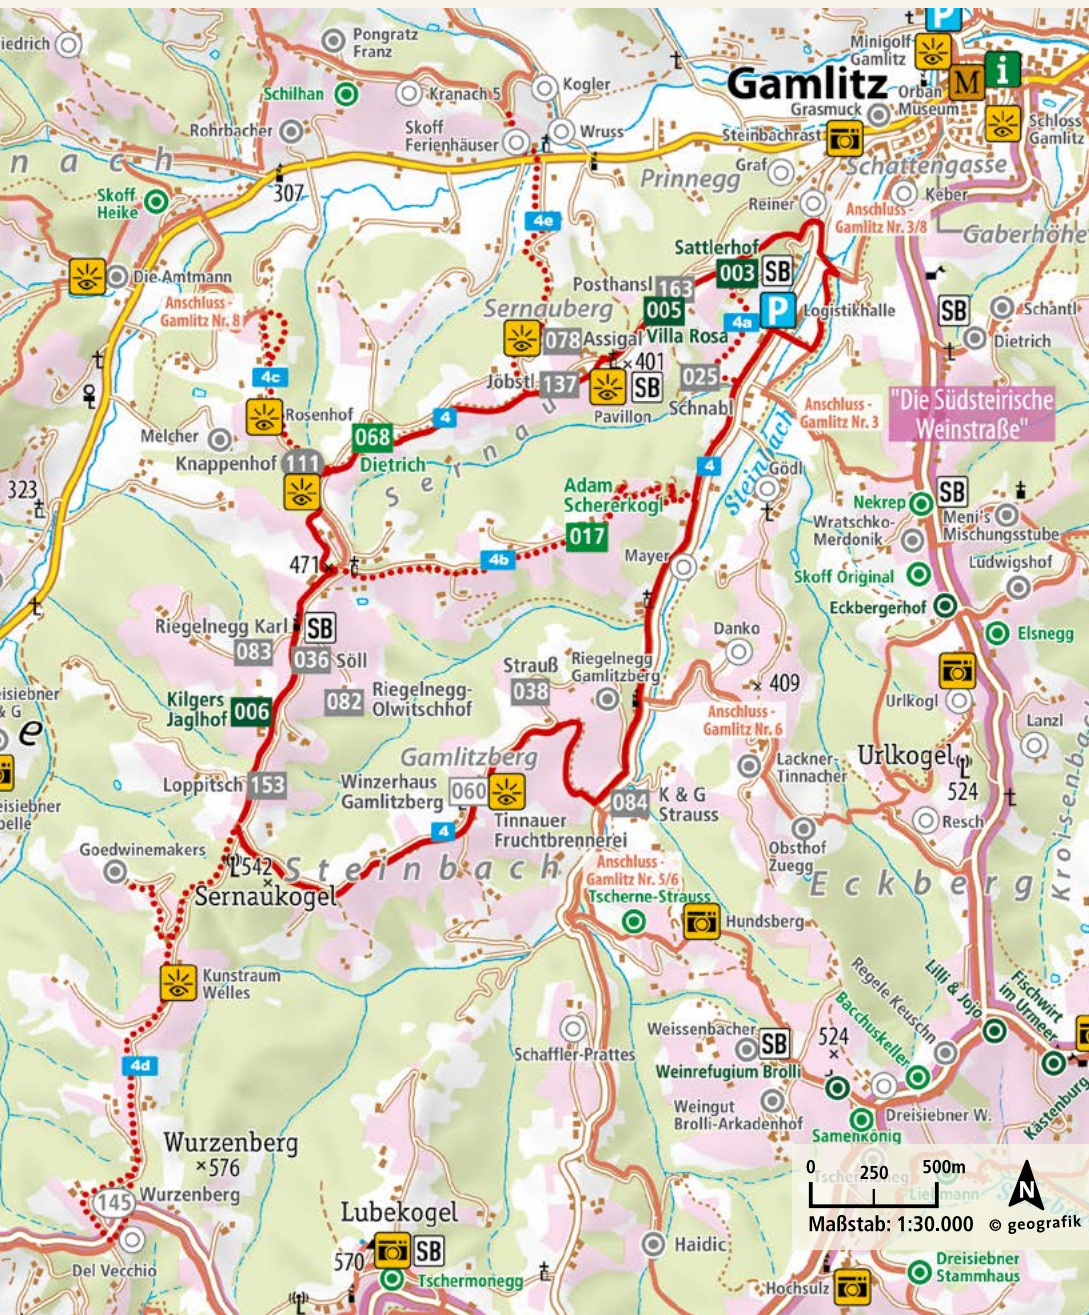 iedrich
Pongratz
Franz
P
Minigolf
Gamlitz
Schilhan
Kranach 5
Kogler
Gamlitz
Orban
Museum
M
i
Grasmuck
Rohrbacher
Skoff
Ferienhäuser
Wruss
Steinbachrast
Schloss
Gamlitz
n a c h
Graf
Schattengasse
Prinnegg
307
Skoff
Heike
Reiner
Keber
4e
Anschluss -
Gamlitz Nr. 3/8
Gaberhöhe
Sattlerhof
003
SB
Die Amtmann
Posthansl
163
Anschluss -
Gamlitz Nr. 8
Sernauberg
005
Villa Rosa
4a
P
Logistikhalle
SB
Schantl
078
Assigal
401
Dietrich
4c
Jöbstl
137
SB
025
Pavillon
Schnabl
Rosenhof
4
Anschluss -
Gamlitz Nr. 3
"Die Südsteirische
Weinstraße"
Melcher
068
Dietrich
Knappenhof
111
S e r n a u
4
Steinbach
Gödl
323
Adam
Schererkogl
017
Nekrep
SB
Meni's
Mischungsstube
Wratschko-
Merdonik
471
4b
Mayer
Skoff Original
Ludwigshof
Eckbergerhof
Riegelnegg Karl
SB
083
036
Söll
Danko
Elsnegg
Strauß
038
Riegelnegg
Gamlitzberg
082
Riegelnegg-
Olwitschhof
409
eisiebner
& G
e
Kilgers
Jaglhof
006
Urlkogl
Anschluss -
Gamlitz Nr. 6
Lanzl
Gamlitzberg
Urlkogel
524
Loppitsch
153
Winzerhaus
Gamlitzberg
060
Lackner
Tinnacher
084
K & G
Strauss
eisiebner
pelle
4
Tinnauer
Fruchtbrennerei
Resch
Goedwinemakers
542
Steinbach
Obsthof
Zuegg
Anschluss -
Gamlitz Nr. 5/6
Eckberg
Kroisenba
Sernaukogel
Tscherne-Strauss
Hundsberg
Kunstraum
Welles
Regele Keuschn
Lilli & Jojo
Fischwirt
im Urmeer
Bacchuskeller
Weissenbacher
SB
524
Schaffler-Prattes
4d
Weinrefugium Brolli
Weingut
Brolli-Arkadenhof
Dreisiebner W.
Kästenburg
Samenkönig
Wurzenberg
576
0
250
500m
N
Maßstab: 1:30.000
© geografik
145
Wurzenberg
Lubekogel
570
SB
Del Vecchio
Haidic
Tschermonegg
Dreisiebner
Stammhaus
Hochsulz